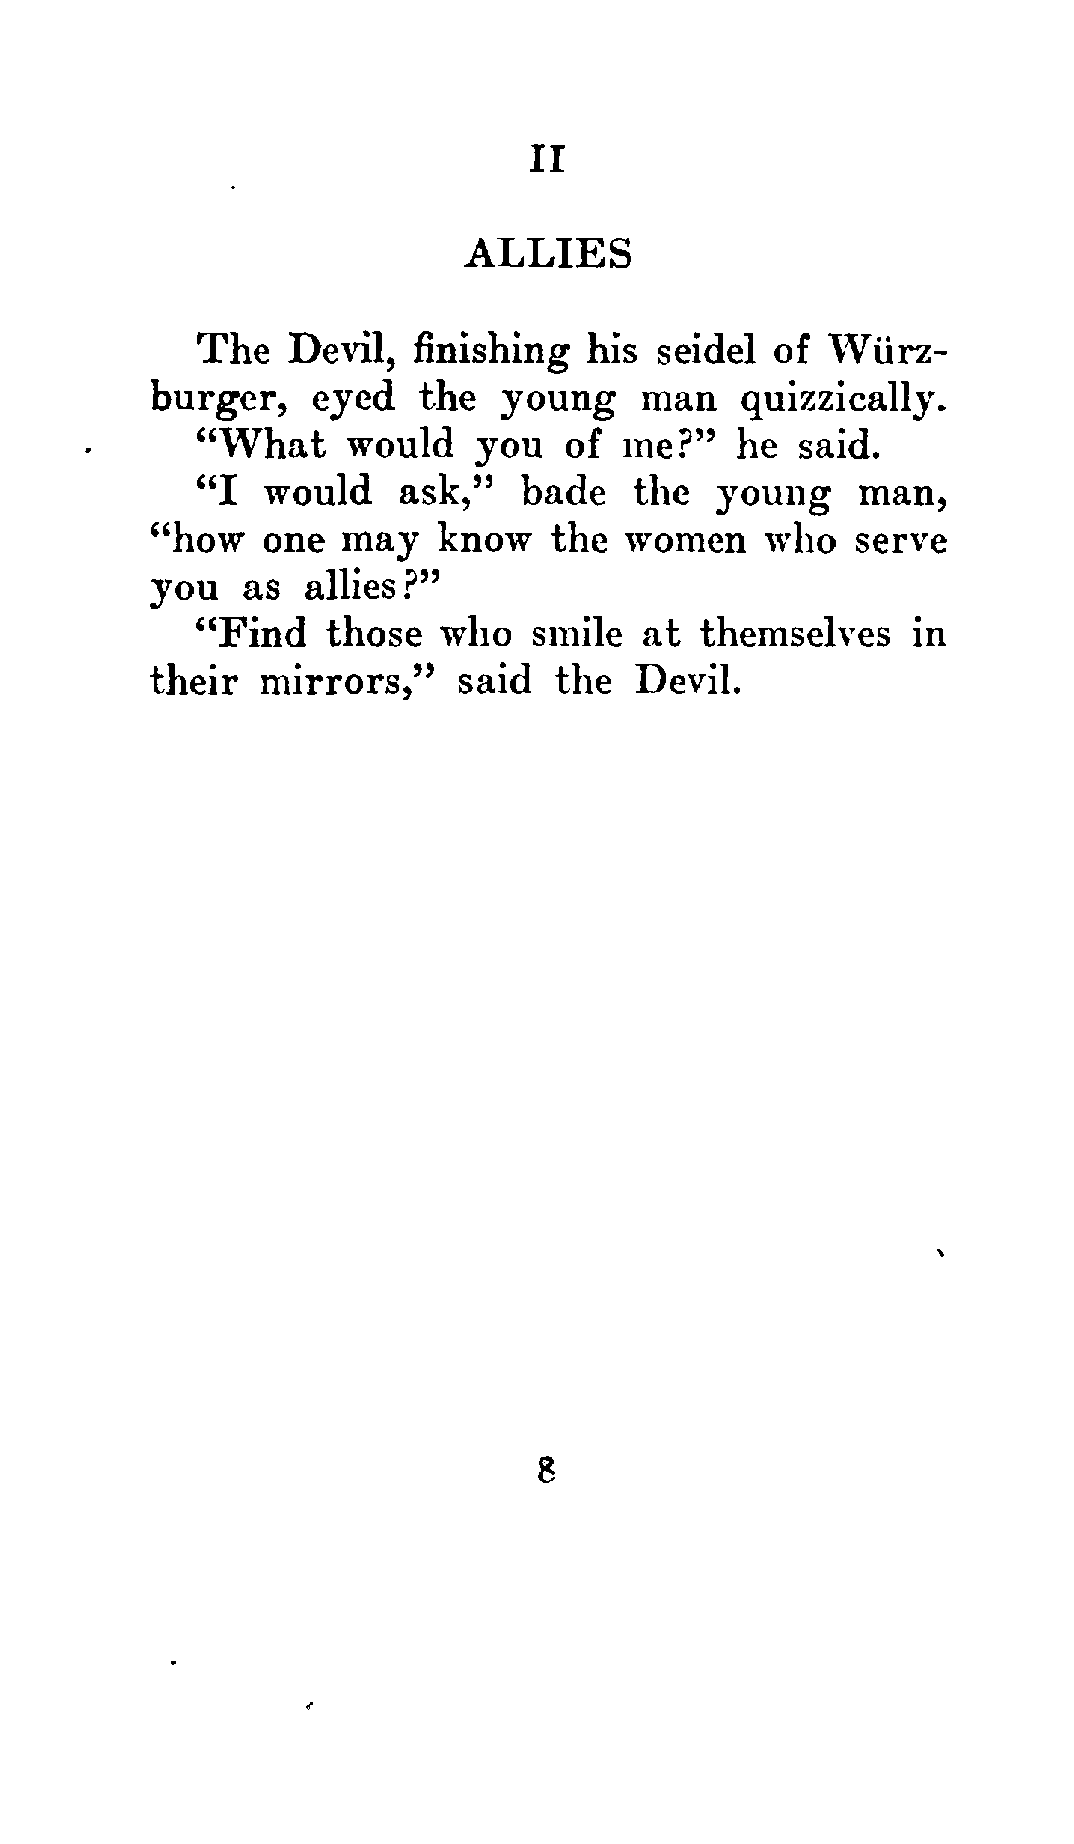 II
ALLIES
The Devil, finishing his seidel of Würz-
burger, eyed the young man quizzically.
“What would you of me?” he said.
“I would ask,” bade the young man,
“how one may know the women who serve
you as allies?”
“Find those who smile at themselves in
their mirrors,” said the Devil.
8